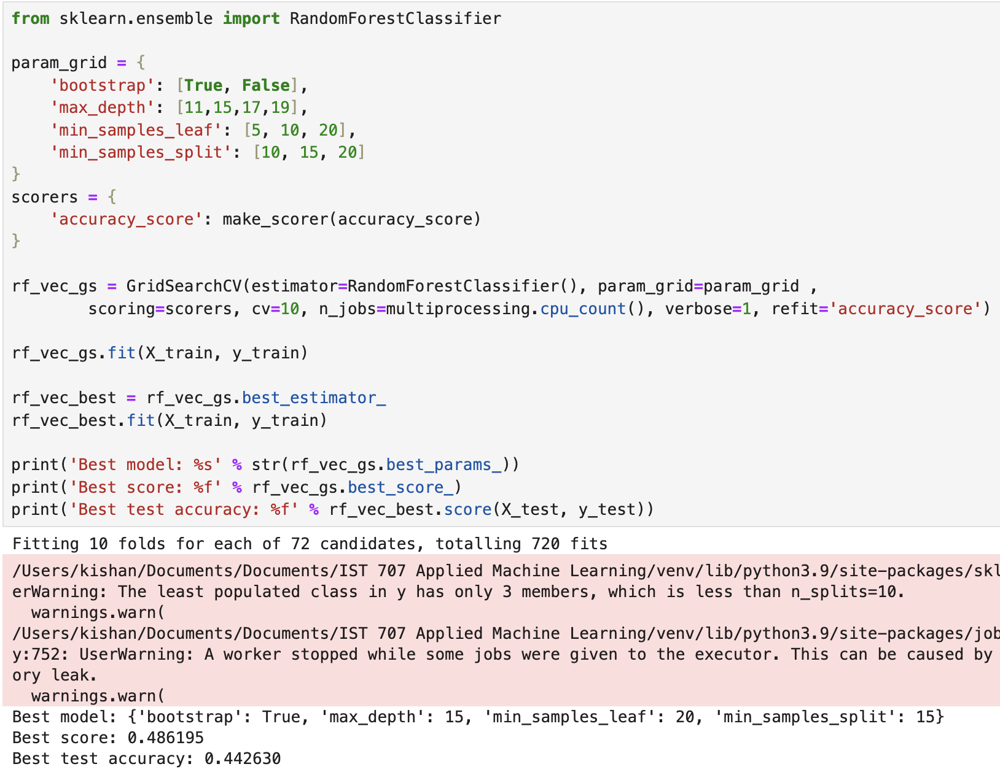 from sklearn.ensemble import RandomForestClassifier

param_grid = {
    'bootstrap': [True, False],
    'max_depth': [11,15,17,19],
    'min_samples_leaf': [5, 10, 20],
    'min_samples_split': [10, 15, 20]
}
scorers = {
    'accuracy_score': make_scorer(accuracy_score)
}

rf_vec_gs = GridSearchCV(estimator=RandomForestClassifier(), param_grid=param_grid ,
        scoring=scorers, cv=10, n_jobs=multiprocessing.cpu_count(), verbose=1, refit='accuracy_score')

rf_vec_gs.fit(X_train, y_train)

rf_vec_best = rf_vec_gs.best_estimator_
rf_vec_best.fit(X_train, y_train)

print('Best model: %s' % str(rf_vec_gs.best_params_))
print('Best score: %f' % rf_vec_gs.best_score_)
print('Best test accuracy: %f' % rf_vec_best.score(X_test, y_test))
Fitting 10 folds for each of 72 candidates, totalling 720 fits
/Users/kishan/Documents/Documents/IST 707 Applied Machine Learning/venv/lib/python3.9/site-packages/skl
erWarning: The least populated class in y has only 3 members, which is less than n_splits=10.
  warnings.warn(
/Users/kishan/Documents/Documents/IST 707 Applied Machine Learning/venv/lib/python3.9/site-packages/job
y:752: UserWarning: A worker stopped while some jobs were given to the executor. This can be caused by
ory leak.
  warnings.warn(
Best model: {'bootstrap': True, 'max_depth': 15, 'min_samples_leaf': 20, 'min_samples_split': 15}
Best score: 0.486195
Best test accuracy: 0.442630